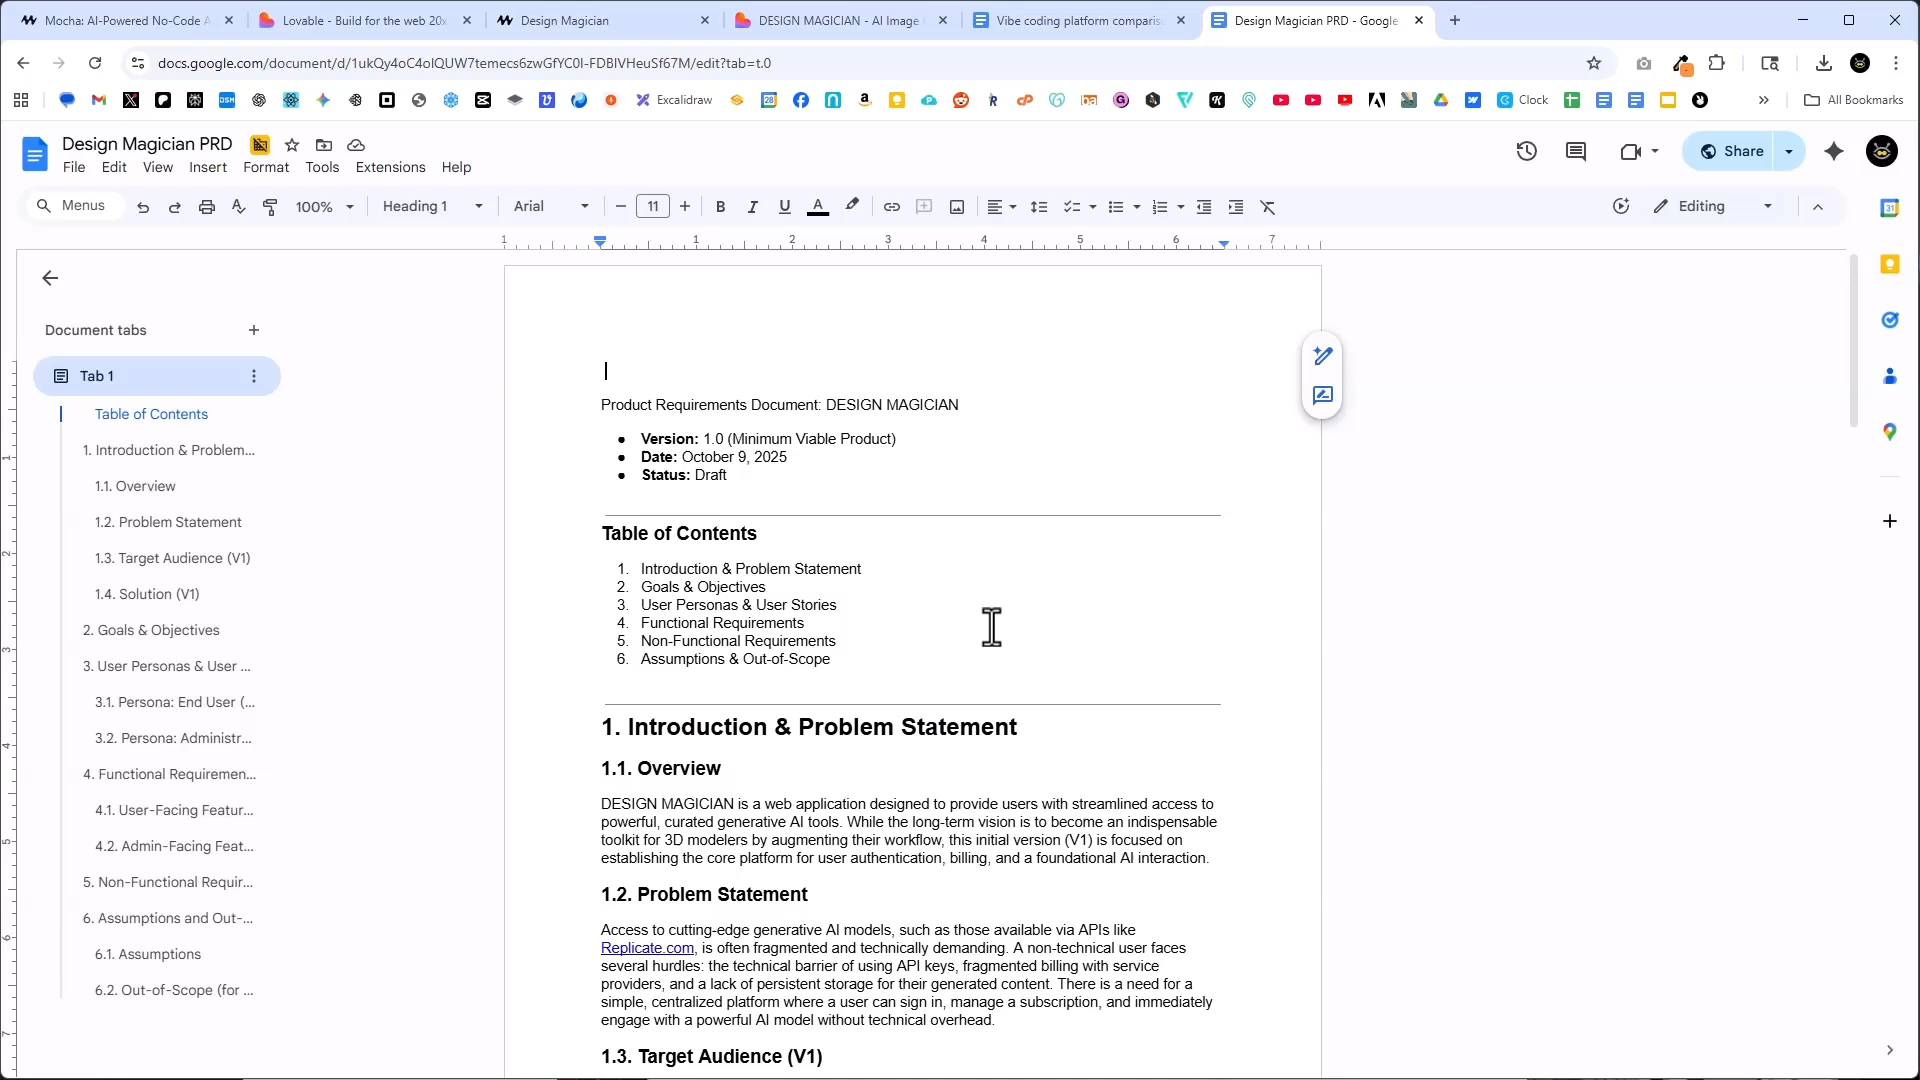 Mocha: AI-Powered No-Code A
Lovable - Build for the web 20x
Design Magician
DESIGN MAGICIAN - AI Image
Vibe coding platform comparis
Design Magician PRD - Google
docs.google.com/document/d/1ukQy4oC4olQUW7temecs6zwGfYC0I-FDBIVHeuSf67M/edit?tab=t.0
Excalidraw
Clock
All Bookmarks
Design Magician PRD
File Edit View Insert Format Tools Extensions Help
Share
Menus
100%
Heading 1
Arial
11
Editing
1 1 2 3 4 5 6 7
Document tabs
Tab 1
Table of Contents
1. Introduction & Problem...
1.1. Overview
1.2. Problem Statement
1.3. Target Audience (V1)
1.4. Solution (V1)
2. Goals & Objectives
3. User Personas & User ...
3.1. Persona: End User (...
3.2. Persona: Administr...
4. Functional Requiremen...
4.1. User-Facing Featur...
4.2. Admin-Facing Feat...
5. Non-Functional Requir...
6. Assumptions and Out-...
6.1. Assumptions
6.2. Out-of-Scope (for ...
Product Requirements Document: DESIGN MAGICIAN
● Version: 1.0 (Minimum Viable Product)
● Date: October 9, 2025
● Status: Draft
Table of Contents
1. Introduction & Problem Statement
2. Goals & Objectives
3. User Personas & User Stories
4. Functional Requirements
5. Non-Functional Requirements
6. Assumptions & Out-of-Scope
1. Introduction & Problem Statement
1.1. Overview
DESIGN MAGICIAN is a web application designed to provide users with streamlined access to
powerful, curated generative AI tools. While the long-term vision is to become an indispensable
toolkit for 3D modelers by augmenting their workflow, this initial version (V1) is focused on
establishing the core platform for user authentication, billing, and a foundational AI interaction.
1.2. Problem Statement
Access to cutting-edge generative AI models, such as those available via APIs like
Replicate.com, is often fragmented and technically demanding. A non-technical user faces
several hurdles: the technical barrier of using API keys, fragmented billing with service
providers, and a lack of persistent storage for their generated content. There is a need for a
simple, centralized platform where a user can sign in, manage a subscription, and immediately
engage with a powerful AI model without technical overhead.
1.3. Target Audience (V1)